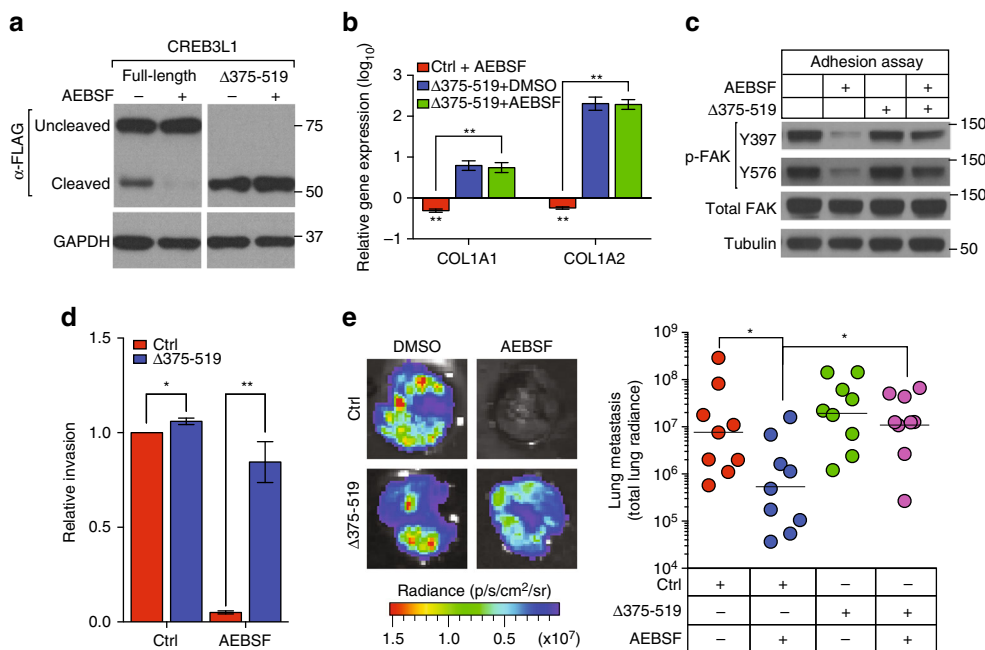 a
CREB3L1
Full-length Δ375-519
AEBSF – + – +
α-FLAG
Uncleaved
Cleaved
75
50
GAPDH
37
b
Relative gene expression (log10)
Ctrl + AEBSF
Δ375-519+DMSO
Δ375-519+AEBSF
3
2
1
0
–1
** ** ** **
COL1A1 COL1A2
c
Adhesion assay
AEBSF + +
Δ375-519 + +
p-FAK
Y397 150
Y576 150
Total FAK 150
Tubulin 50
d
Relative invasion
Ctrl
Δ375-519
1.5
1.0
0.5
0
* **
Ctrl AEBSF
e
DMSO AEBSF
Ctrl
Δ375-519
Radiance (p/s/cm²/sr)
1.5 1.0 0.5 (x10⁷)
Lung metastasis
(total lung radiance)
10⁹
10⁸
10⁷
10⁶
10⁵
10⁴
* *
Ctrl + + – –
Δ375-519 – – + +
AEBSF – + – +